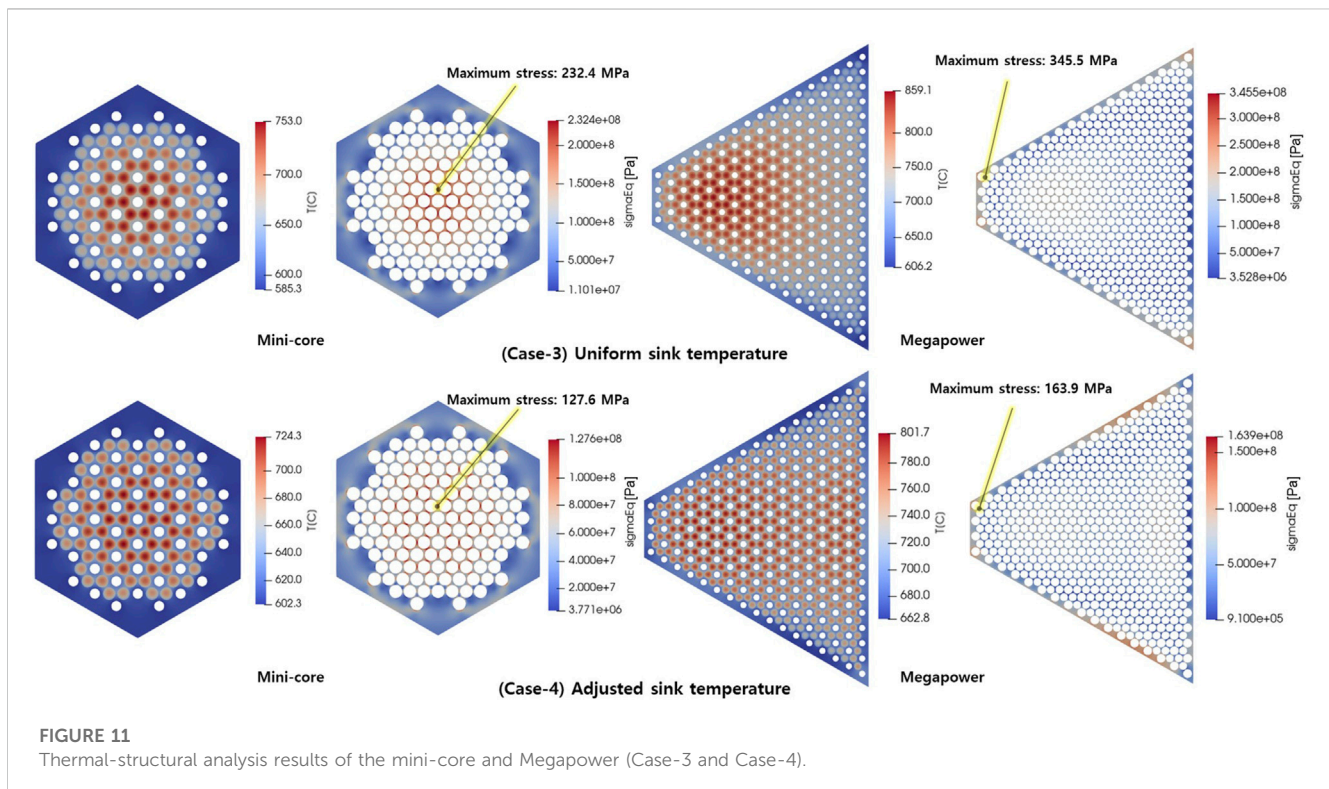 Maximum stress: 232.4 MPa
Maximum stress: 345.5 MPa
753.0
700.0
650.0
600.0
585.3
T(C)
2.324e+08
2.000e+8
1.500e+8
1.000e+8
5.000e+7
1.101e+07
sigmaEq [Pa]
859.1
800.0
750.0
700.0
650.0
606.2
T(C)
3.455e+08
3.000e+8
2.500e+8
2.000e+8
1.500e+8
1.000e+8
5.000e+7
3.528e+06
sigmaEq [Pa]
Mini-core
Megapower
(Case-3) Uniform sink temperature
Maximum stress: 127.6 MPa
Maximum stress: 163.9 MPa
724.3
700.0
680.0
660.0
640.0
620.0
602.3
T(C)
1.276e+08
1.000e+8
8.000e+7
6.000e+7
4.000e+7
2.000e+7
3.771e+06
sigmaEq [Pa]
801.7
780.0
760.0
740.0
720.0
700.0
680.0
662.8
T(C)
1.639e+08
1.500e+8
1.000e+8
5.000e+7
9.100e+05
sigmaEq [Pa]
Mini-core
Megapower
(Case-4) Adjusted sink temperature
FIGURE 11
Thermal-structural analysis results of the mini-core and Megapower (Case-3 and Case-4).